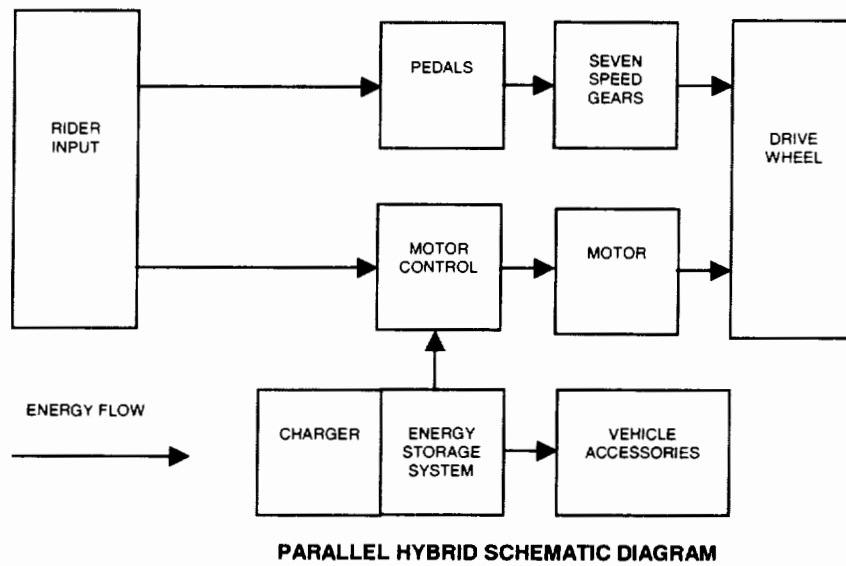 RIDER
INPUT
PEDALS
SEVEN
SPEED
GEARS
DRIVE
WHEEL
MOTOR
CONTROL
MOTOR
ENERGY FLOW
CHARGER
ENERGY
STORAGE
SYSTEM
VEHICLE
ACCESSORIES
PARALLEL HYBRID SCHEMATIC DIAGRAM